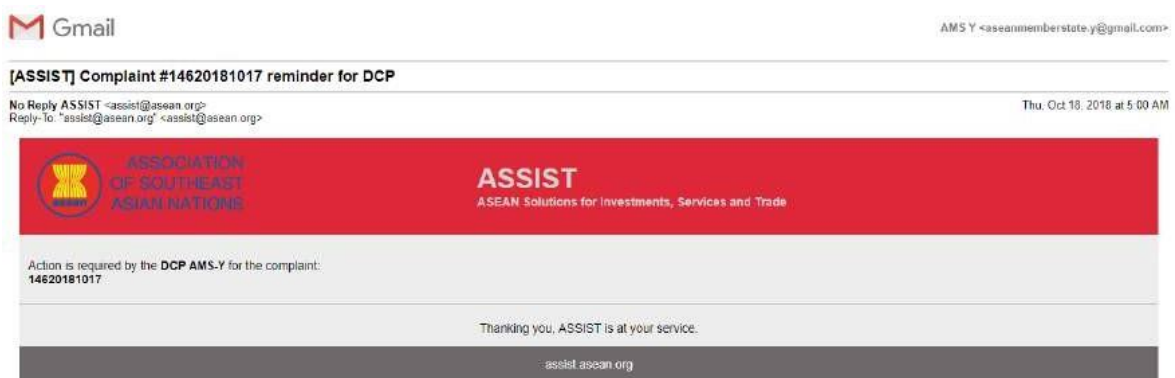 Gmail
AMS Y <aseanmemberstate.y@gmail.com>
[ASSIST] Complaint #14620181017 reminder for DCP
No Reply ASSIST <assist@asean.org>
Reply-To: "assist@asean.org" <assist@asean.org>
Thu, Oct 18, 2018 at 5:00 AM
ASSOCIATION
OF SOUTHEAST
ASIAN NATIONS
ASSIST
ASEAN Solutions for Investments, Services and Trade
Action is required by the DCP AMS-Y for the complaint:
14620181017
Thanking you, ASSIST is at your service.
assist.asean.org